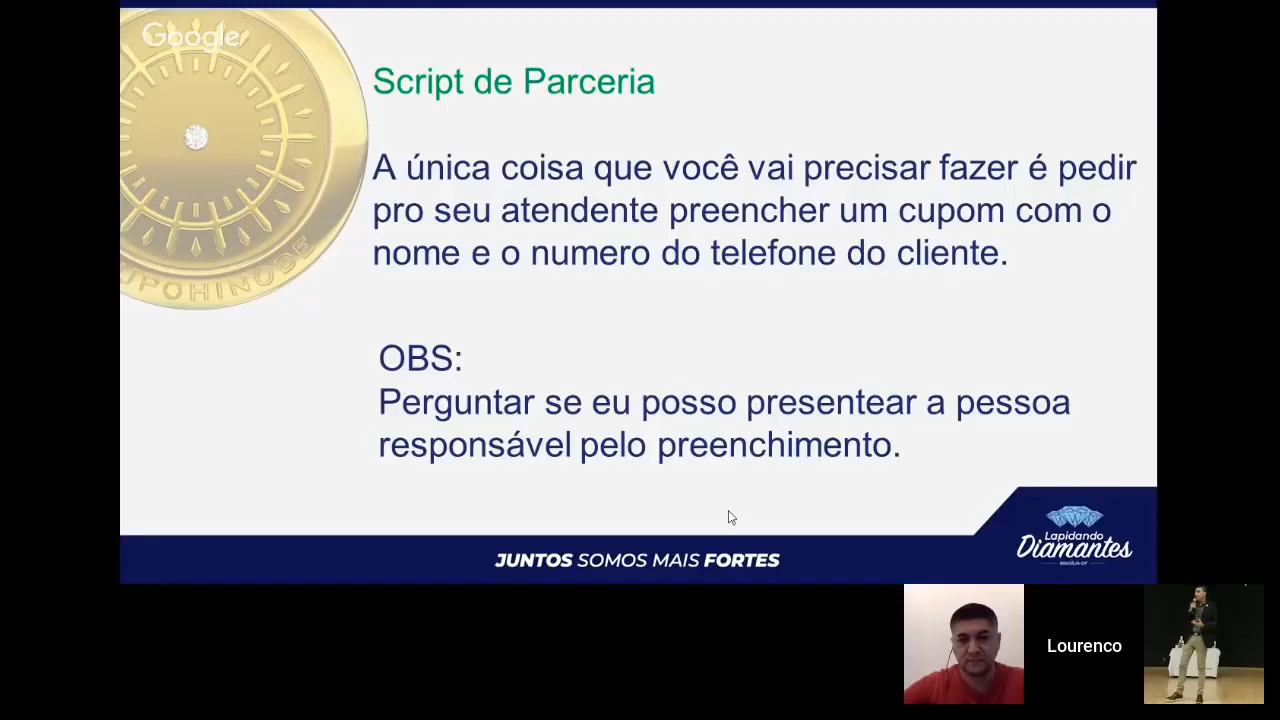 Google
Script de Parceria
A única coisa que você vai precisar fazer é pedir
pro seu atendente preencher um cupom com o
nome e o numero do telefone do cliente.
UPOHINODE
OBS:
Perguntar se eu posso presentear a pessoa
responsável pelo preenchimento.
Lapidando
Diamantes
BRASÍLIA-DF
JUNTOS SOMOS MAIS FORTES
Lourenco